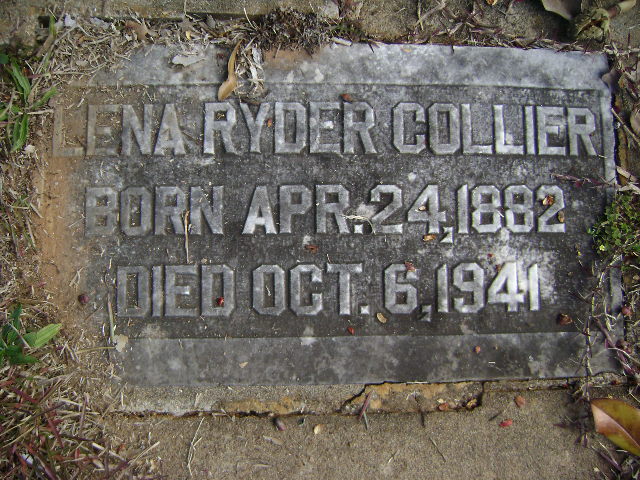 LENA RYDER COLLIER
BORN APR. 24, 1882
DIED OCT. 6, 1941